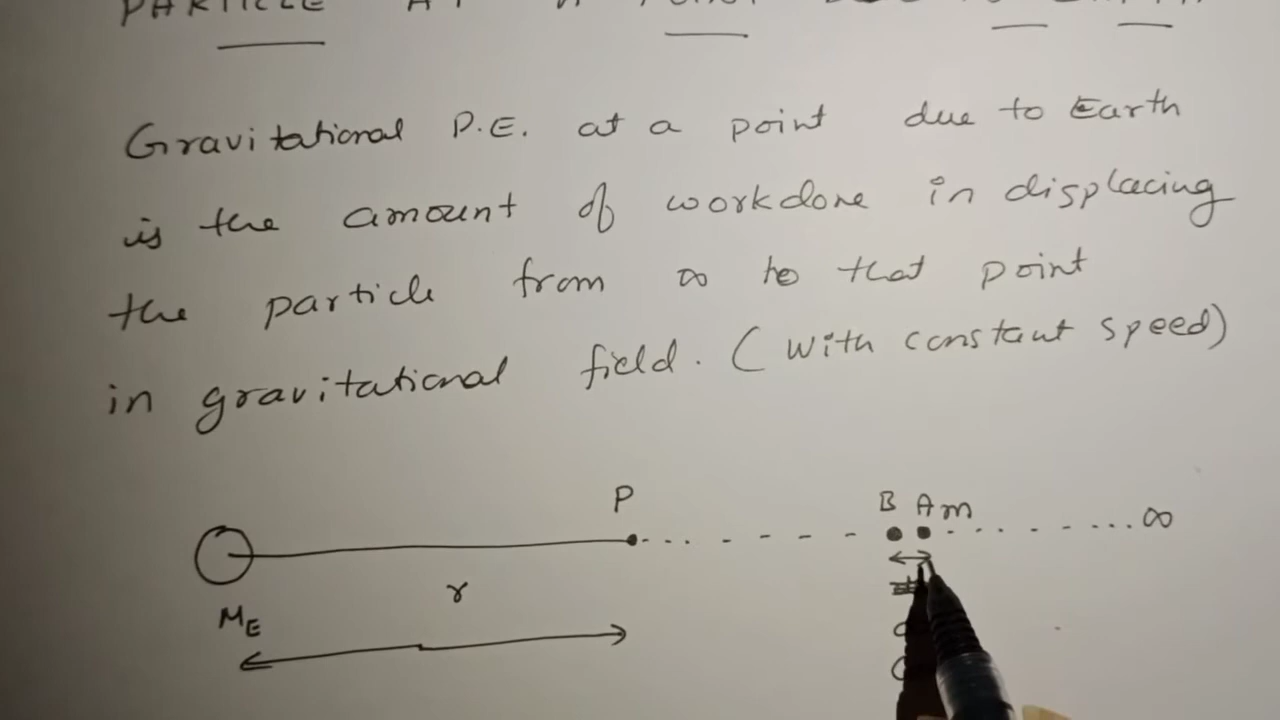 PARTICLE
Gravitational P.E. at a point due to Earth
is the amount of workdone in displacing
the particle from ∞ to that point
in gravitational field. (with constant speed)
P B A m ∞
r
ME